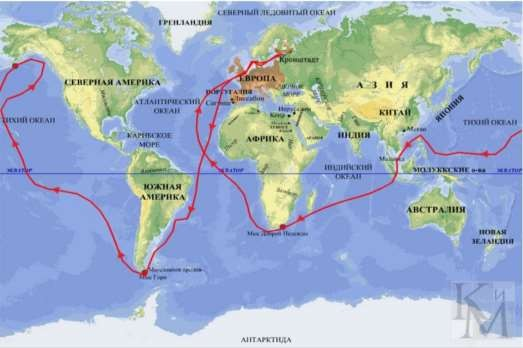 СЕВЕРНЫЙ ЛЕДОВИТЫЙ ОКЕАН
ГРЕНЛАНДИЯ
Кронштадт
СЕВЕРНАЯ АМЕРИКА
ЕВРОПА
А З И Я
АТЛАНТИЧЕСКИЙ
ОКЕАН
ПОРТУГАЛИЯ
Лиссабон
МОРЕ
КИТАЙ
ЯПОНИЯ
ТИХИЙ ОКЕАН
ТИХИЙ ОКЕАН
КАРИБСКОЕ
МОРЕ
АФРИКА
ИНДИЯ
ИНДИЙСКИЙ
ОКЕАН
МОЛУККСКИЕ о-ва
ЭКВАТОР
ЭКВАТОР
ЭКВАТОР
ЮЖНАЯ
АМЕРИКА
АВСТРАЛИЯ
НОВАЯ
ЗЕЛАНДИЯ
Мыс Доброй Надежды
Мыс Горн
АНТАРКТИДА
К И М